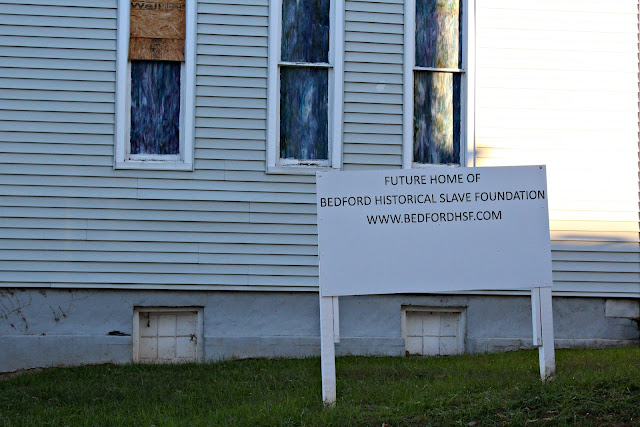 FUTURE HOME OF
BEDFORD HISTORICAL SLAVE FOUNDATION
WWW.BEDFORDHSF.COM